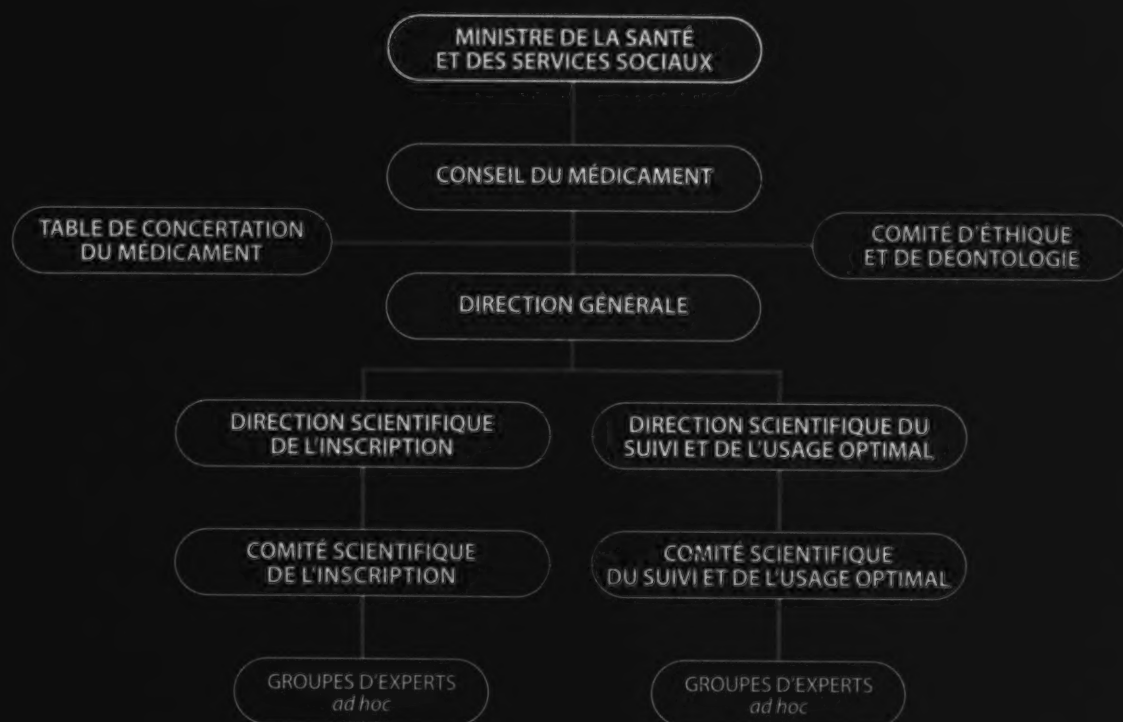 MINISTRE DE LA SANTÉ
ET DES SERVICES SOCIAUX
CONSEIL DU MÉDICAMENT
TABLE DE CONCERTATION
DU MÉDICAMENT
COMITÉ D'ÉTHIQUE
ET DE DÉONTOLOGIE
DIRECTION GÉNÉRALE
DIRECTION SCIENTIFIQUE
DE L'INSCRIPTION
DIRECTION SCIENTIFIQUE DU
SUIVI ET DE L'USAGE OPTIMAL
COMITÉ SCIENTIFIQUE
DE L'INSCRIPTION
COMITÉ SCIENTIFIQUE
DU SUIVI ET DE L'USAGE OPTIMAL
GROUPES D'EXPERTS
ad hoc
GROUPES D'EXPERTS
ad hoc